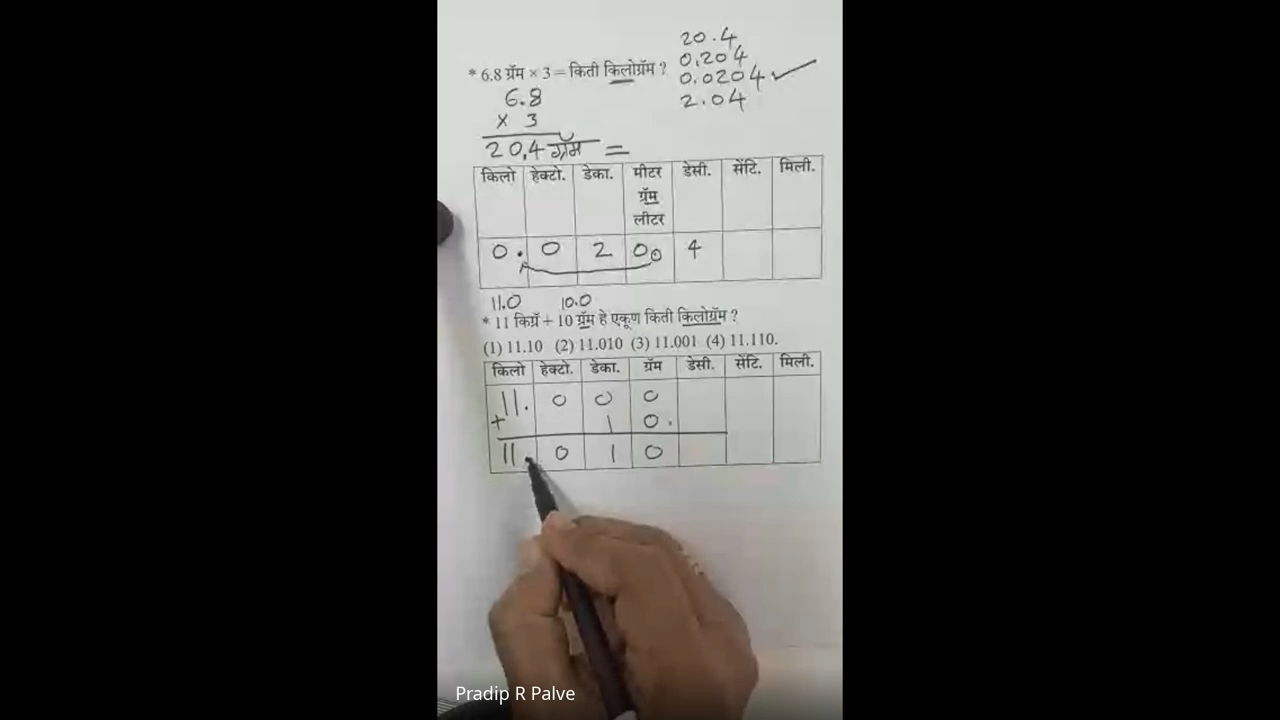 20.4
0.204
* 6.8 ग्रॅम × 3 = किती किलोग्रॅम ?
0.0204 ✓
6.8
2.04
× 3
20.4 ग्रॅम =
किलो हेक्टो. डेका. मीटर ग्रॅम लीटर डेसी. सेंटि. मिली.
0. 0 2 0 4
11.0 10.0
* 11 किग्रॅ + 10 ग्रॅम हे एकूण किती किलोग्रॅम ?
(1) 11.10 (2) 11.010 (3) 11.001 (4) 11.110.
किलो हेक्टो. डेका. ग्रॅम डेसी. सेंटि. मिली.
11. 0 0 0
+ 1 0.
11. 0 1 0
Pradip R Palve